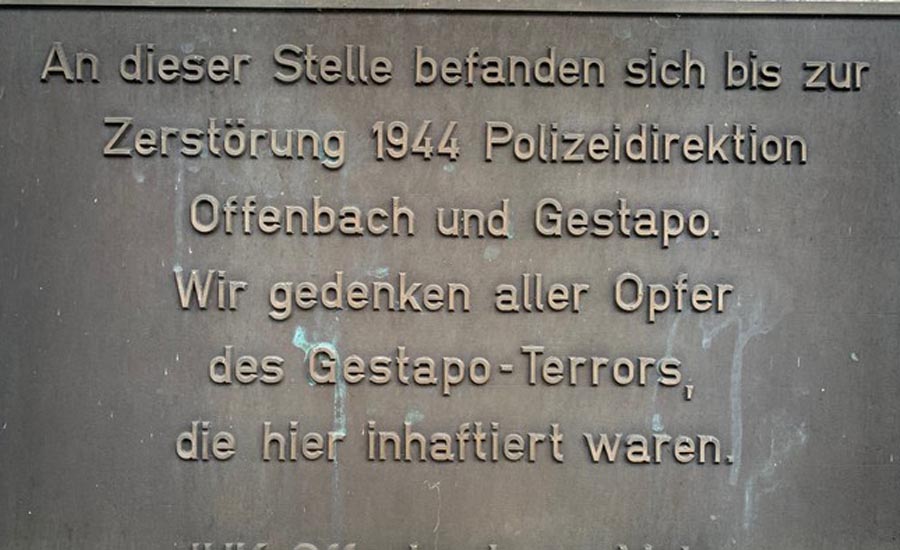 An dieser Stelle befanden sich bis zur
Zerstörung 1944 Polizeidirektion
Offenbach und Gestapo.
Wir gedenken aller Opfer
des Gestapo-Terrors,
die hier inhaftiert waren.